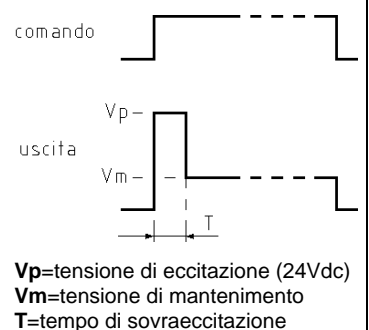 comando
Vp
uscita
Vm
T
Vp=tensione di eccitazione (24Vdc)
Vm=tensione di mantenimento
T=tempo di sovraeccitazione